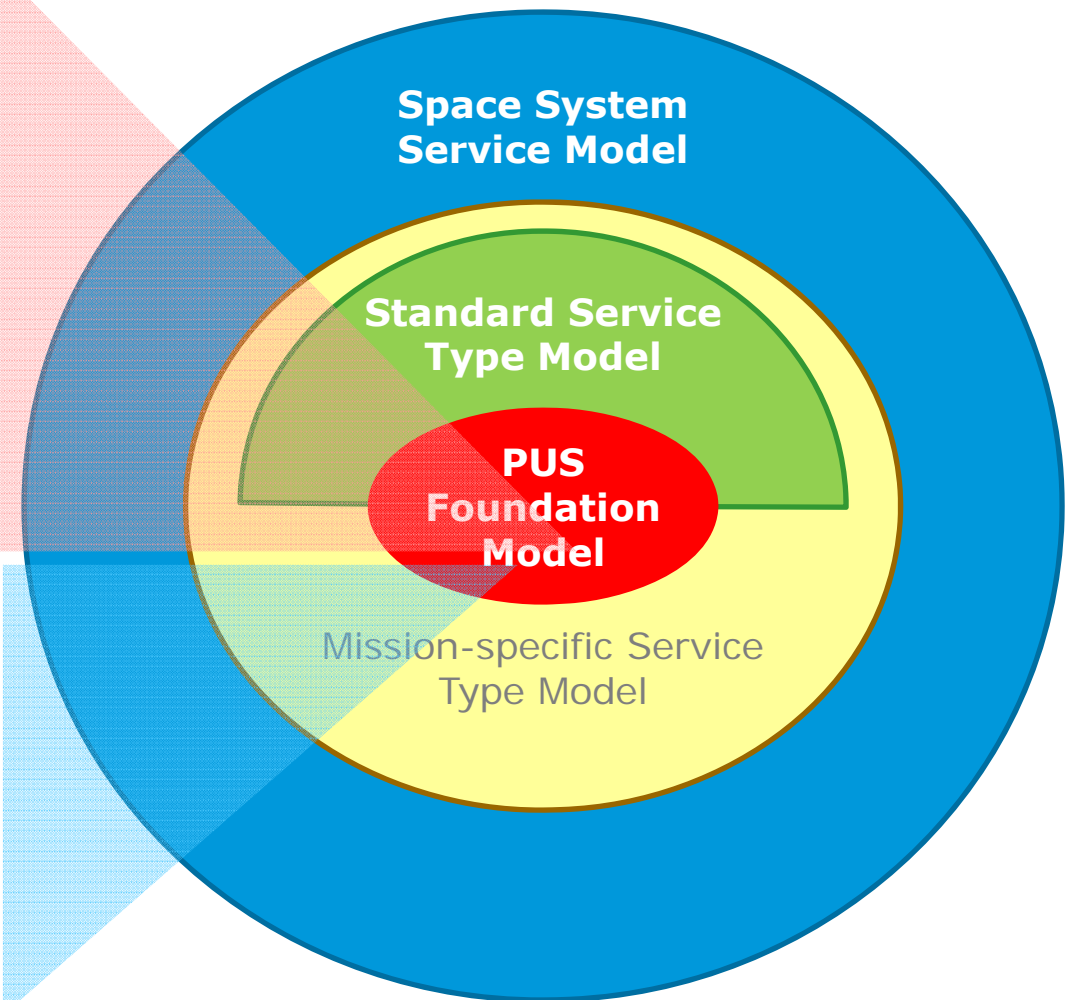 Space System
Service Model
Standard Service
Type Model
PUS
Foundation
Model
Mission-specific Service
Type Model